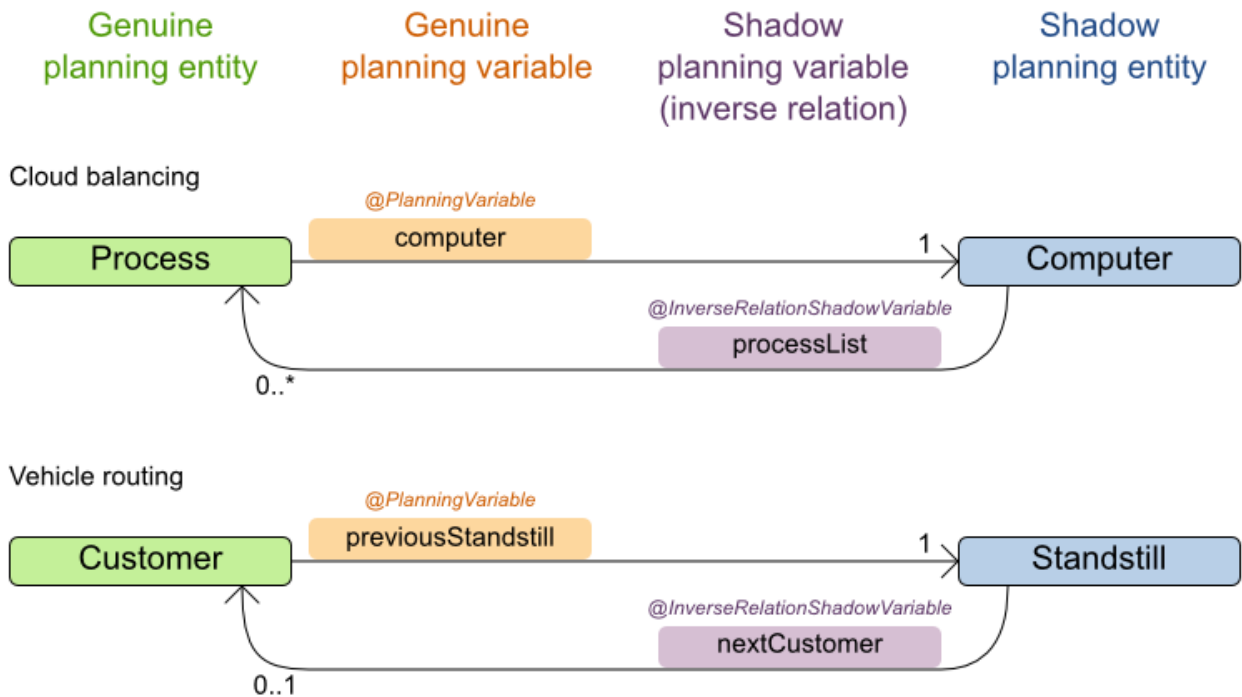 Genuine
planning entity
Genuine
planning variable
Shadow
planning variable
(inverse relation)
Shadow
planning entity
Cloud balancing
@PlanningVariable
computer
Process
1
Computer
@InverseRelationShadowVariable
processList
0..*
Vehicle routing
@PlanningVariable
previousStandstill
Customer
1
Standstill
@InverseRelationShadowVariable
nextCustomer
0..1